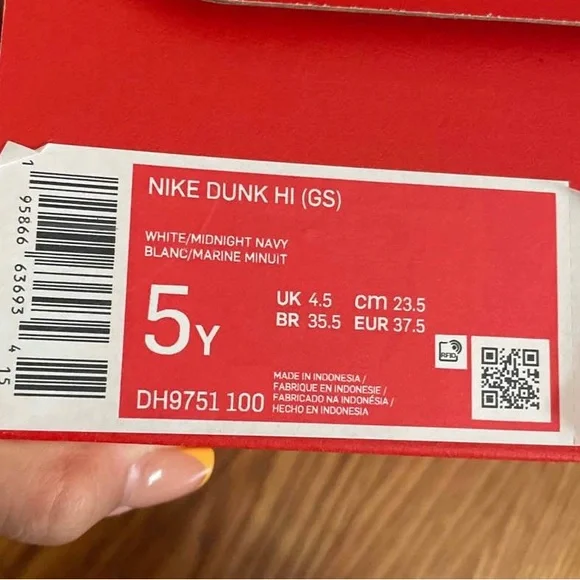 NIKE DUNK HI (GS)
WHITE/MIDNIGHT NAVY
BLANC/MARINE MINUIT
5Y
UK 4.5 cm 23.5
BR 35.5 EUR 37.5
RFID
DH9751 100
MADE IN INDONESIA /
FABRIQUE EN INDONESIE /
FABRICADO NA INDONÉSIA /
HECHO EN INDONESIA
1 95866 63693 4 15